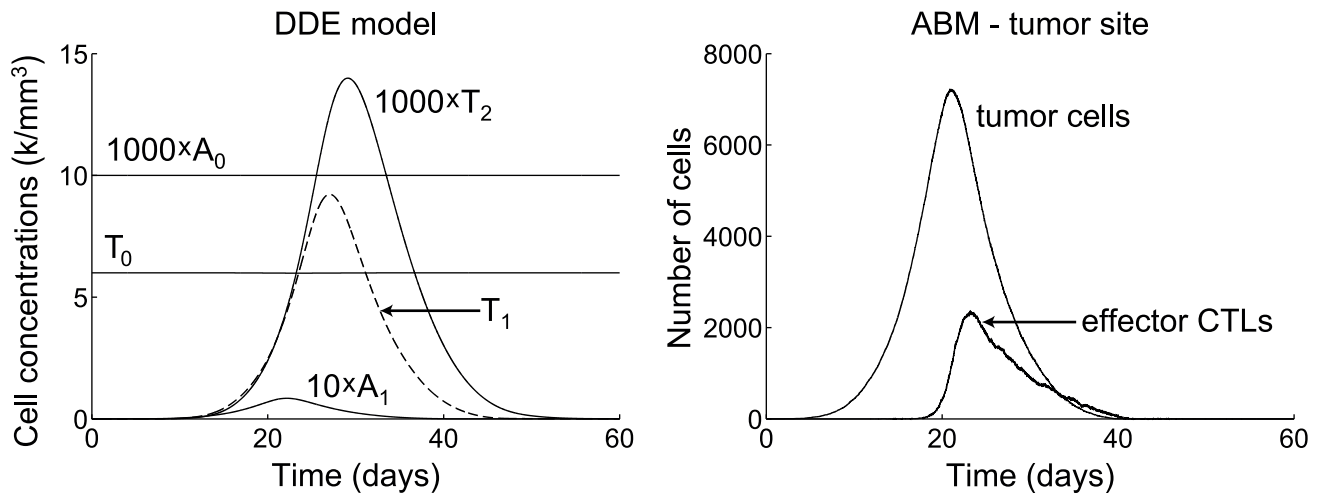 DDE model
Cell concentrations (k/mm³)
15
10
5
0
1000×A₀
T₀
1000×T₂
T₁
10×A₁
0
20
40
60
Time (days)
ABM - tumor site
Number of cells
8000
6000
4000
2000
0
tumor cells
effector CTLs
0
20
40
60
Time (days)